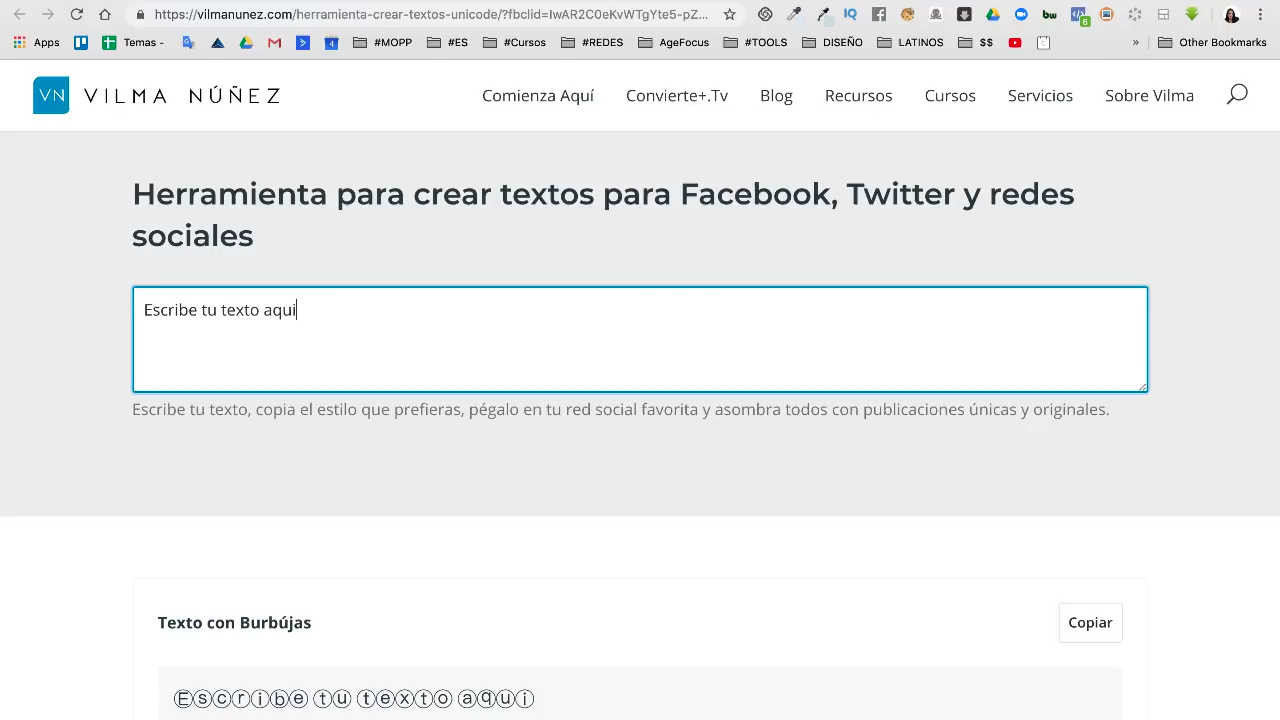 https://vilmanunez.com/herramienta-crear-textos-unicode/?fbclid=IwAR2C0eKvWTgYte5-pZ...
Apps Temas - #MOPP #ES #Cursos #REDES AgeFocus #TOOLS DISEÑO LATINOS $$ » Other Bookmarks
VN VILMA NÚÑEZ Comienza Aquí Convierte+.Tv Blog Recursos Cursos Servicios Sobre Vilma
Herramienta para crear textos para Facebook, Twitter y redes
sociales
Escribe tu texto aqui
Escribe tu texto, copia el estilo que prefieras, pégalo en tu red social favorita y asombra todos con publicaciones únicas y originales.
Texto con Burbújas Copiar
Ⓔⓢⓒⓡⓘⓑⓔ ⓣⓤ ⓣⓔⓧⓣⓞ ⓐⓠⓤⓘ